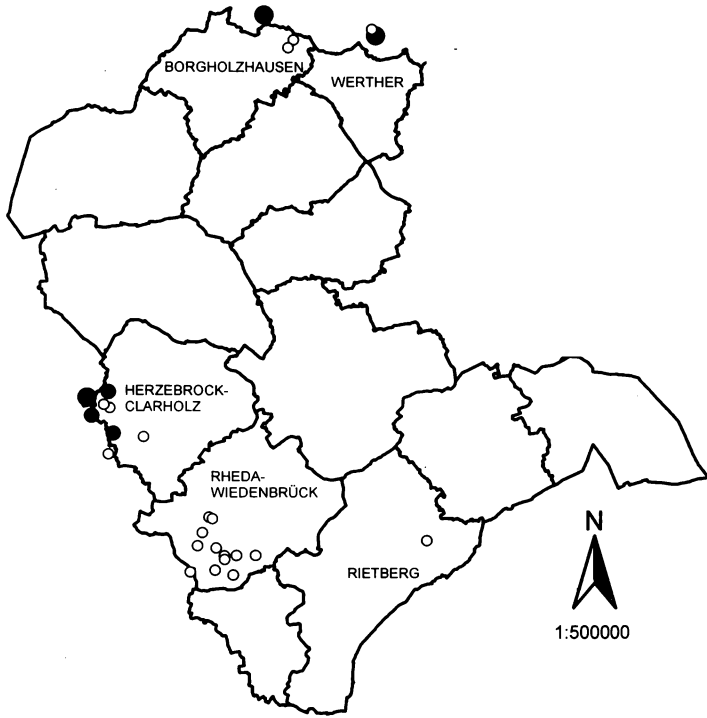 BORGHOLZHAUSEN
WERTHER
HERZEBROCK-
CLARHOLZ
RHEDA-
WIEDENBRÜCK
RIETBERG
N
1:500000